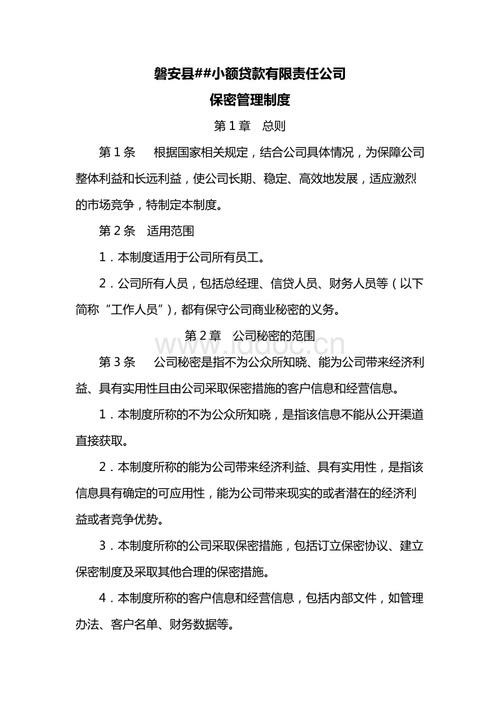 磐安县##小额贷款有限责任公司
保密管理制度
第1章　总则
第1条　根据国家相关规定，结合公司具体情况，为保障公司
整体利益和长远利益，使公司长期、稳定、高效地发展，适应激烈
的市场竞争，特制定本制度。
第2条　适用范围
1．本制度适用于公司所有员工。
2．公司所有人员，包括总经理、信贷人员、财务人员等（以下
简称“工作人员”），都有保守公司商业秘密的义务。
第2章　公司秘密的范围
第3条　公司秘密是指不为公众所知晓、能为公司带来经济利
益、具有实用性且由公司采取保密措施的客户信息和经营信息。
1．本制度所称的不为公众所知晓，是指该信息不能从公开渠道
直接获取。
2．本制度所称的能为公司带来经济利益、具有实用性，是指该
信息具有确定的可应用性，能为公司带来现实的或者潜在的经济利
益或者竞争优势。
3．本制度所称的公司采取保密措施，包括订立保密协议、建立
保密制度及采取其他合理的保密措施。
4．本制度所称的客户信息和经营信息，包括内部文件，如管理
办法、客户名单、财务数据等。